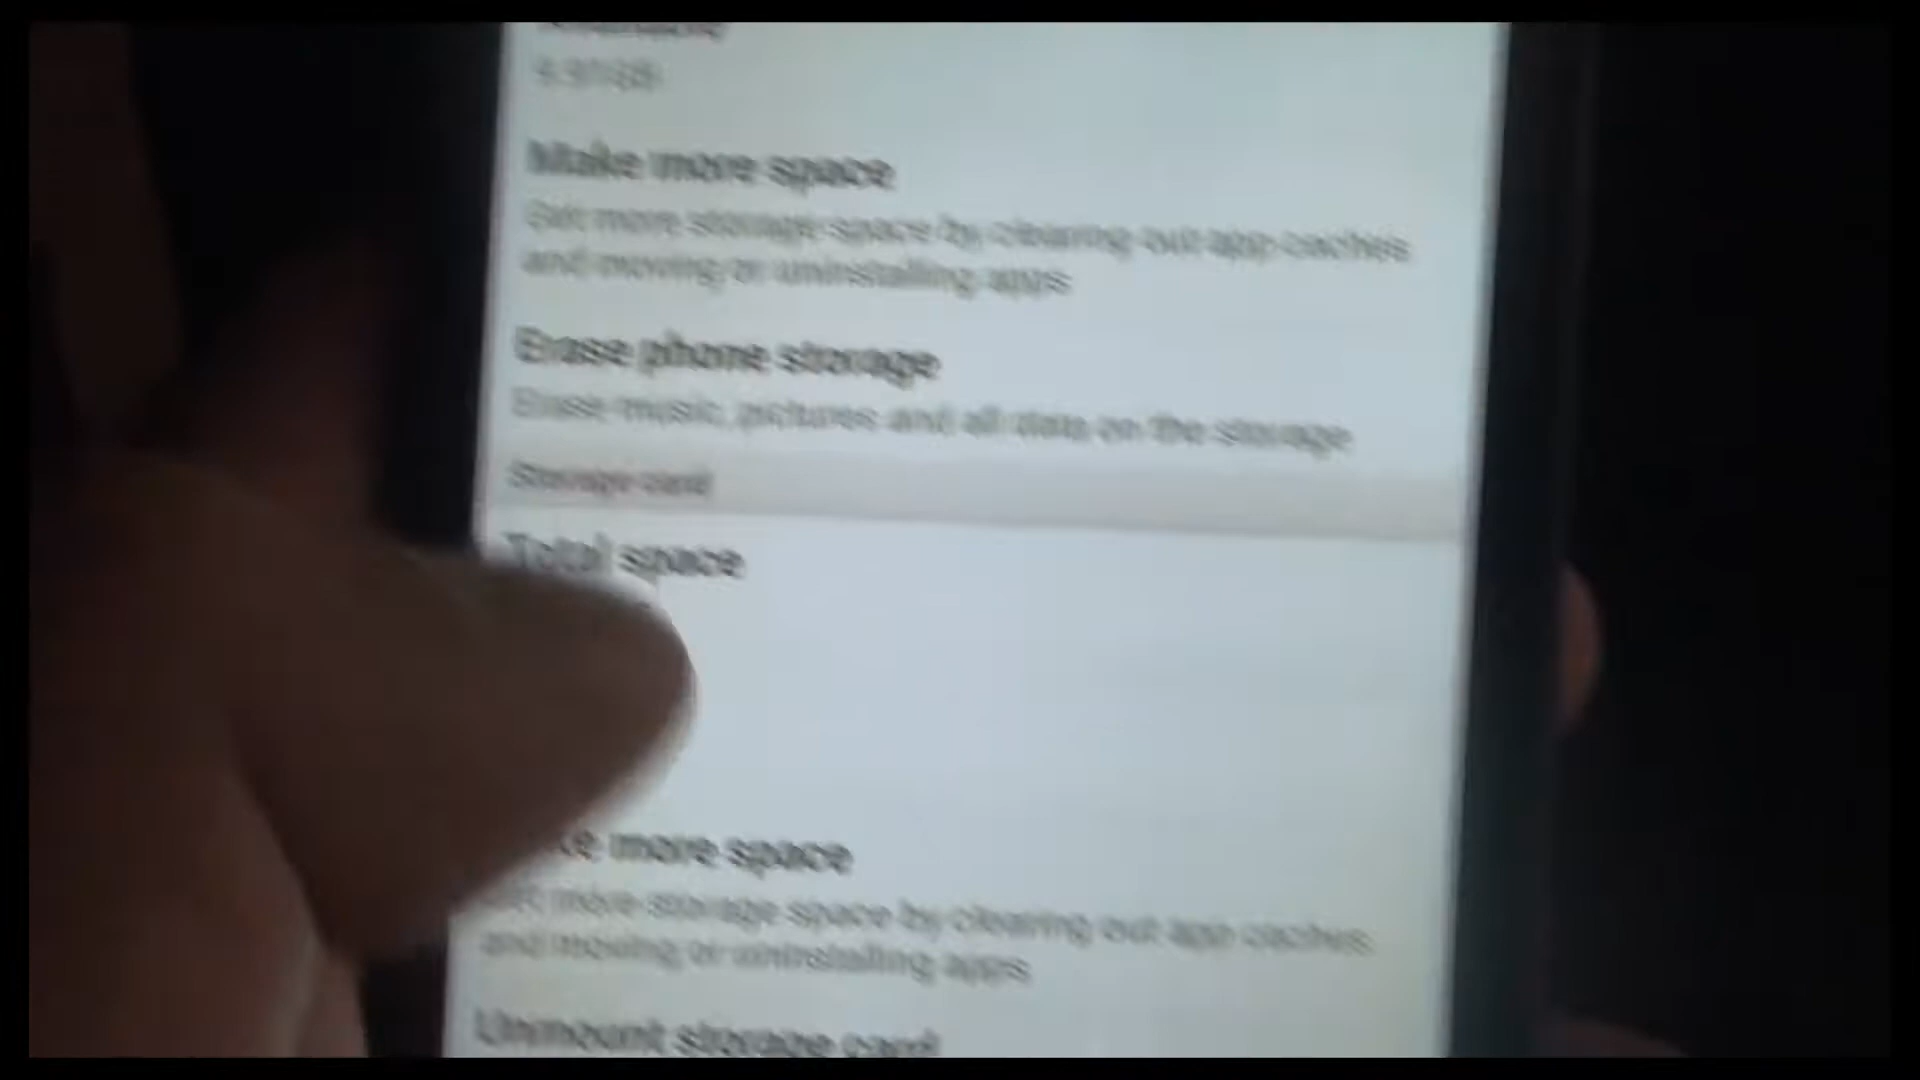 Make more space
Get more storage space by clearing out app caches
and moving or uninstalling apps
Erase phone storage
Erase music, pictures and all data on the storage
Storage card
Total space
more space
more storage space by clearing out app caches
and moving or uninstalling apps
Unmount storage card